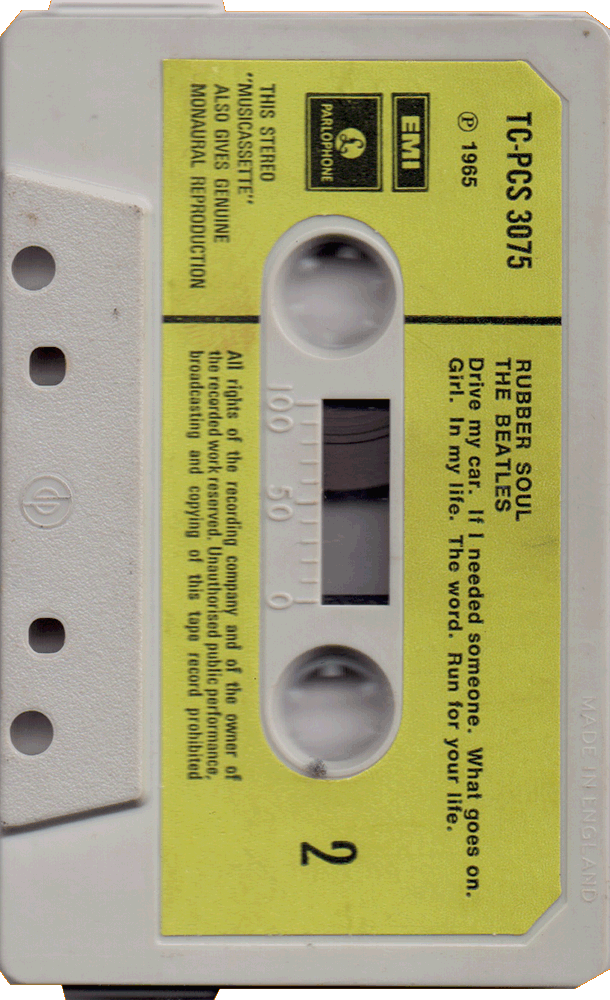 TC-PCS 3075
℗ 1965
EMI
£
PARLOPHONE
THIS STEREO
"MUSICASSETTE"
ALSO GIVES GENUINE
MONAURAL REPRODUCTION
RUBBER SOUL
THE BEATLES
Drive my car. If I needed someone. What goes on.
Girl. In my life. The word. Run for your life.
100 50 0
All rights of the recording company and of the owner of
the recorded work reserved. Unauthorised public performance,
broadcasting and copying of this tape record prohibited
2
MADE IN ENGLAND